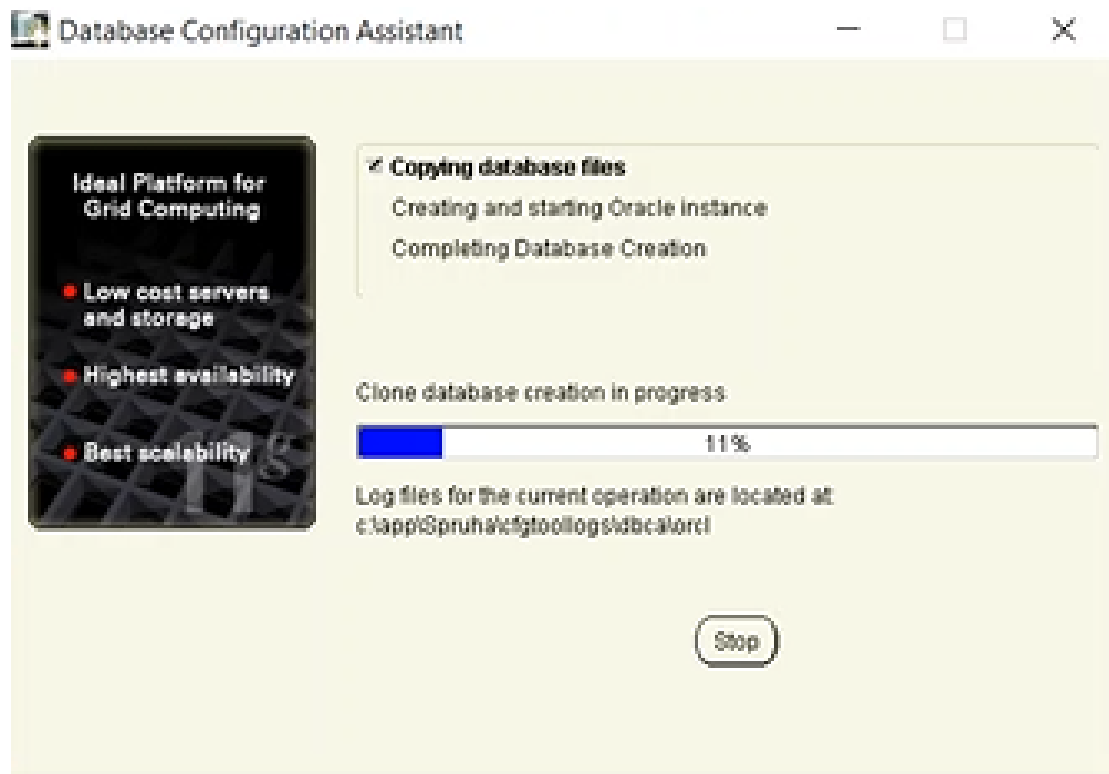 Database Configuration Assistant
Ideal Platform for
Grid Computing
Low cost servers
and storage
Highest availability
Best scalability
11g
Copying database files
Creating and starting Oracle instance
Completing Database Creation
Clone database creation in progress
11%
Log files for the current operation are located at:
c:\app\Spruha\cfgtoollogs\dbca\orcl
Stop